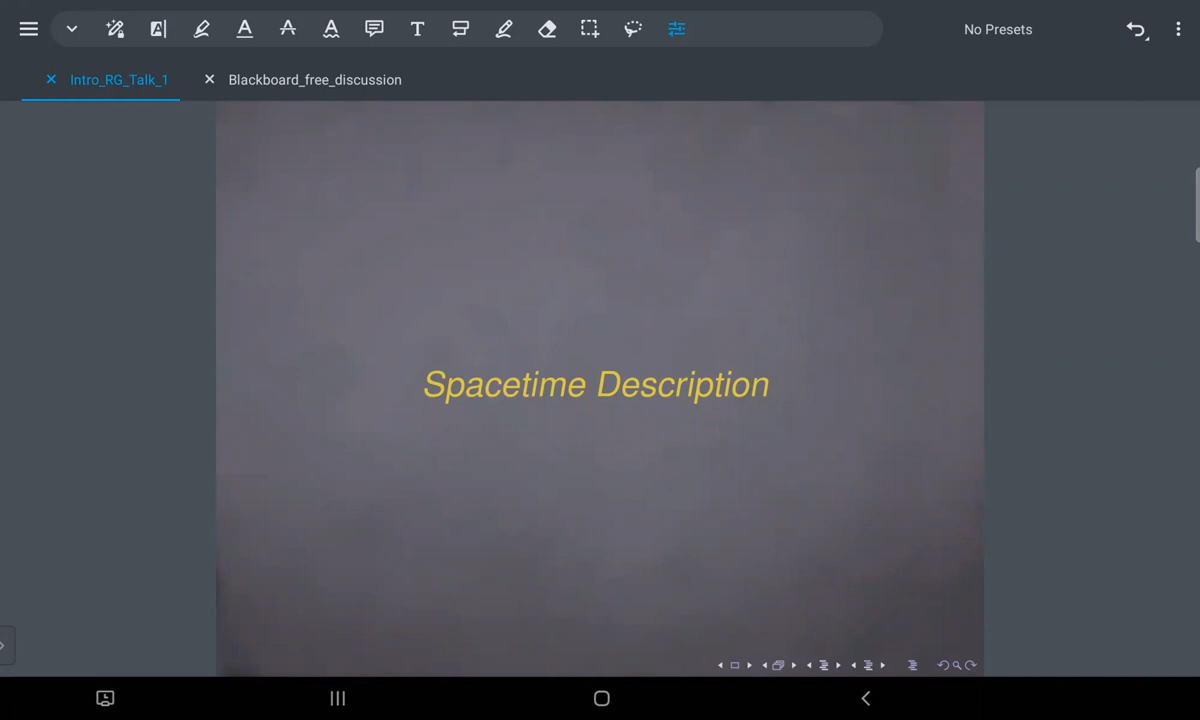 No Presets
Intro_RG_Talk_1
Blackboard_free_discussion
Spacetime Description